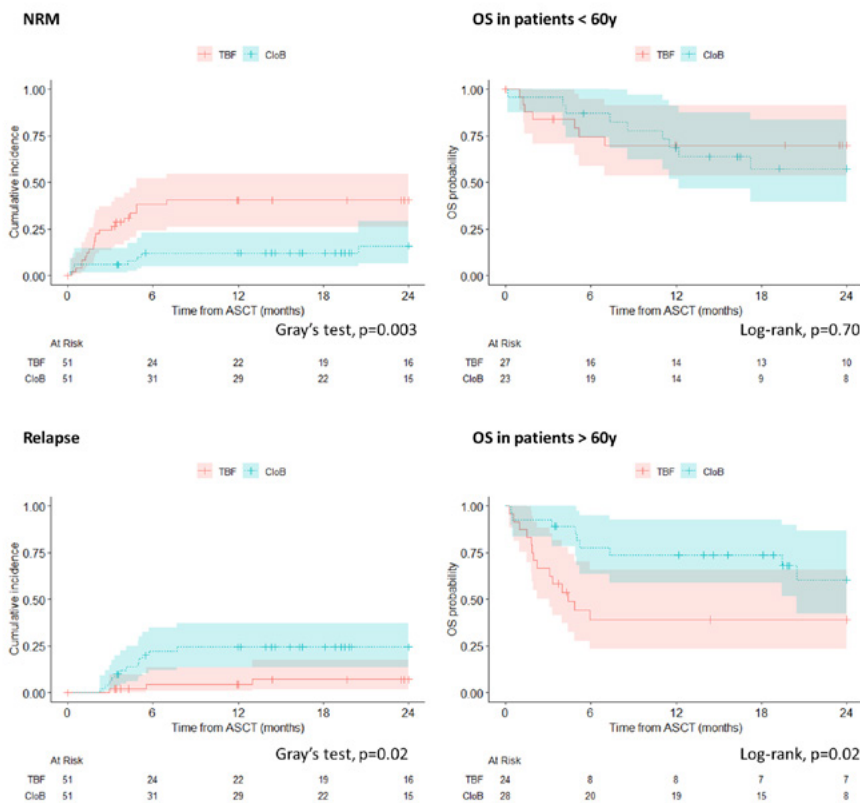 NRM
TBF CloB
1.00
0.75
0.50
0.25
0.00
Cumulative incidence
0 6 12 18 24
Time from ASCT (months)
Gray's test, p=0.003
At Risk
TBF 51 24 22 19 16
CloB 51 31 29 22 15
OS in patients < 60y
TBF CloB
1.00
0.75
0.50
0.25
0.00
OS probability
0 6 12 18 24
Time from ASCT (months)
Log-rank, p=0.70
At Risk
TBF 27 16 14 13 10
CloB 23 19 14 9 8
Relapse
TBF CloB
1.00
0.75
0.50
0.25
0.00
Cumulative incidence
0 6 12 18 24
Time from ASCT (months)
Gray's test, p=0.02
At Risk
TBF 51 24 22 19 16
CloB 51 31 29 22 15
OS in patients > 60y
TBF CloB
1.00
0.75
0.50
0.25
0.00
OS probability
0 6 12 18 24
Time from ASCT (months)
Log-rank, p=0.02
At Risk
TBF 24 8 8 7 7
CloB 28 20 19 15 8